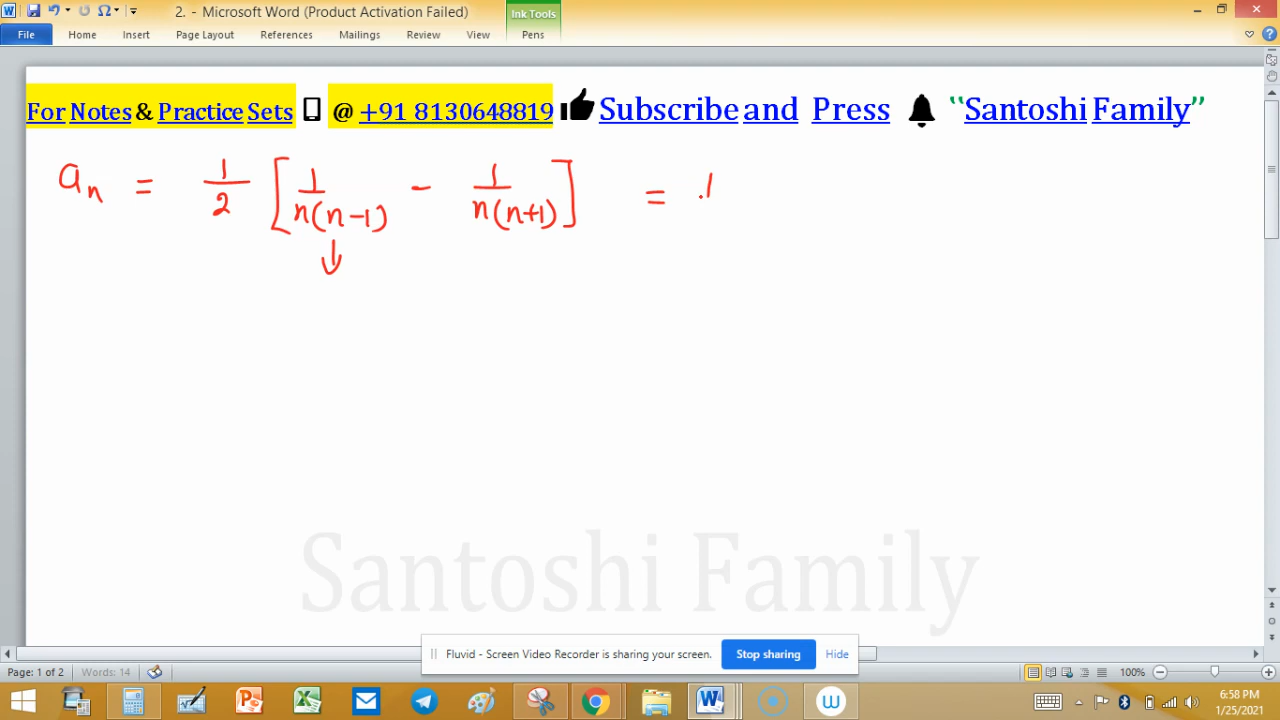 2. - Microsoft Word (Product Activation Failed)
Ink Tools
File Home Insert Page Layout References Mailings Review View Pens
For Notes & Practice Sets @ +91 8130648819 Subscribe and Press "Santoshi Family"
aₙ = 1/2 [1/n(n-1) - 1/n(n+1)] = 1
↓
Santoshi Family
Fluvid - Screen Video Recorder is sharing your screen. Stop sharing Hide
Page: 1 of 2 Words: 14 100%
6:58 PM
1/25/2021